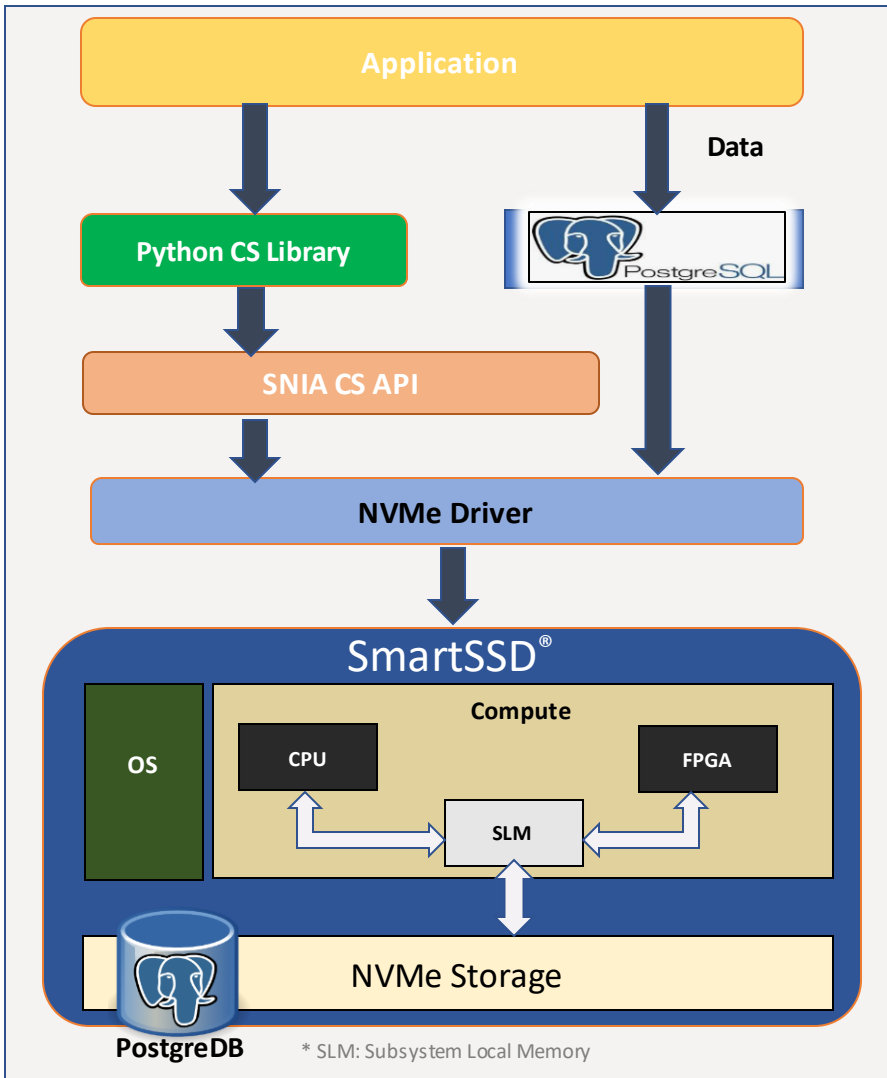 Application
Data
Python CS Library
PostgreSQL
SNIA CS API
NVMe Driver
SmartSSD®
Compute
OS
CPU
FPGA
SLM
NVMe Storage
PostgreDB
* SLM: Subsystem Local Memory